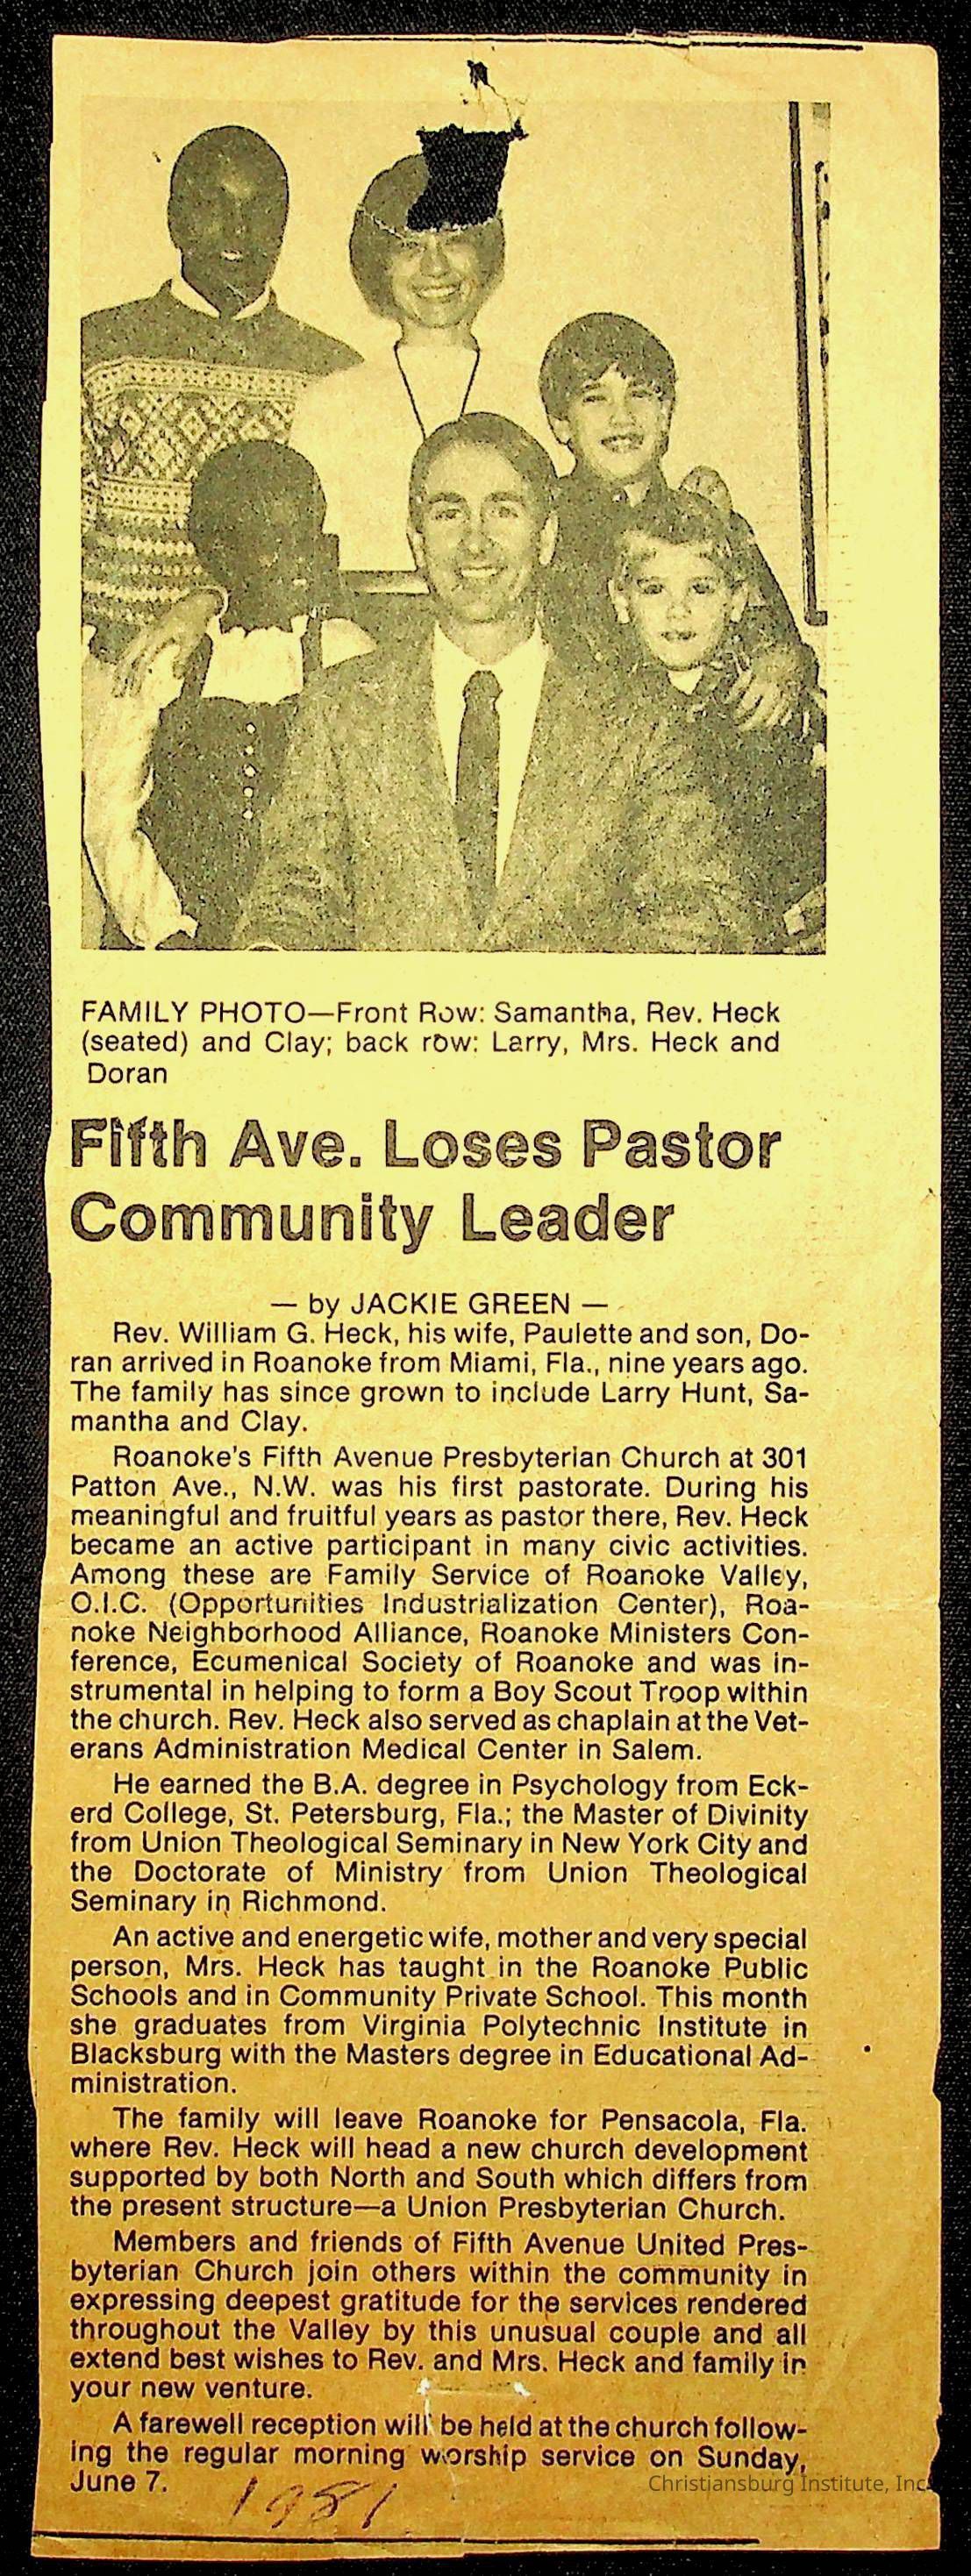 FAMILY PHOTO—Front Row: Samantha, Rev. Heck
(seated) and Clay; back row: Larry, Mrs. Heck and
Doran
Fifth Ave. Loses Pastor
Community Leader
— by JACKIE GREEN —
Rev. William G. Heck, his wife, Paulette and son, Do-
ran arrived in Roanoke from Miami, Fla., nine years ago.
The family has since grown to include Larry Hunt, Sa-
mantha and Clay.
Roanoke's Fifth Avenue Presbyterian Church at 301
Patton Ave., N.W. was his first pastorate. During his
meaningful and fruitful years as pastor there, Rev. Heck
became an active participant in many civic activities.
Among these are Family Service of Roanoke Valley,
O.I.C. (Opportunities Industrialization Center), Roa-
noke Neighborhood Alliance, Roanoke Ministers Con-
ference, Ecumenical Society of Roanoke and was in-
strumental in helping to form a Boy Scout Troop within
the church. Rev. Heck also served as chaplain at the Vet-
erans Administration Medical Center in Salem.
He earned the B.A. degree in Psychology from Eck-
erd College, St. Petersburg, Fla.; the Master of Divinity
from Union Theological Seminary in New York City and
the Doctorate of Ministry from Union Theological
Seminary in Richmond.
An active and energetic wife, mother and very special
person, Mrs. Heck has taught in the Roanoke Public
Schools and in Community Private School. This month
she graduates from Virginia Polytechnic Institute in
Blacksburg with the Masters degree in Educational Ad-
ministration.
The family will leave Roanoke for Pensacola, Fla.
where Rev. Heck will head a new church development
supported by both North and South which differs from
the present structure—a Union Presbyterian Church.
Members and friends of Fifth Avenue United Pres-
byterian Church join others within the community in
expressing deepest gratitude for the services rendered
throughout the Valley by this unusual couple and all
extend best wishes to Rev. and Mrs. Heck and family in
your new venture.
A farewell reception will be held at the church follow-
ing the regular morning worship service on Sunday,
June 7.
1981
Christiansburg Institute, Inc.